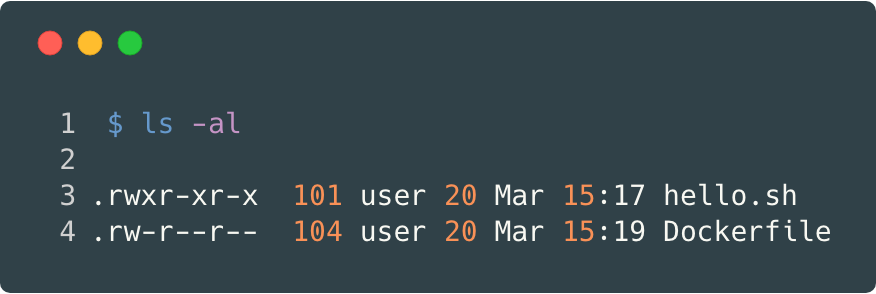 1 $ ls -al
2
3 .rwxr-xr-x 101 user 20 Mar 15:17 hello.sh
4 .rw-r--r-- 104 user 20 Mar 15:19 Dockerfile